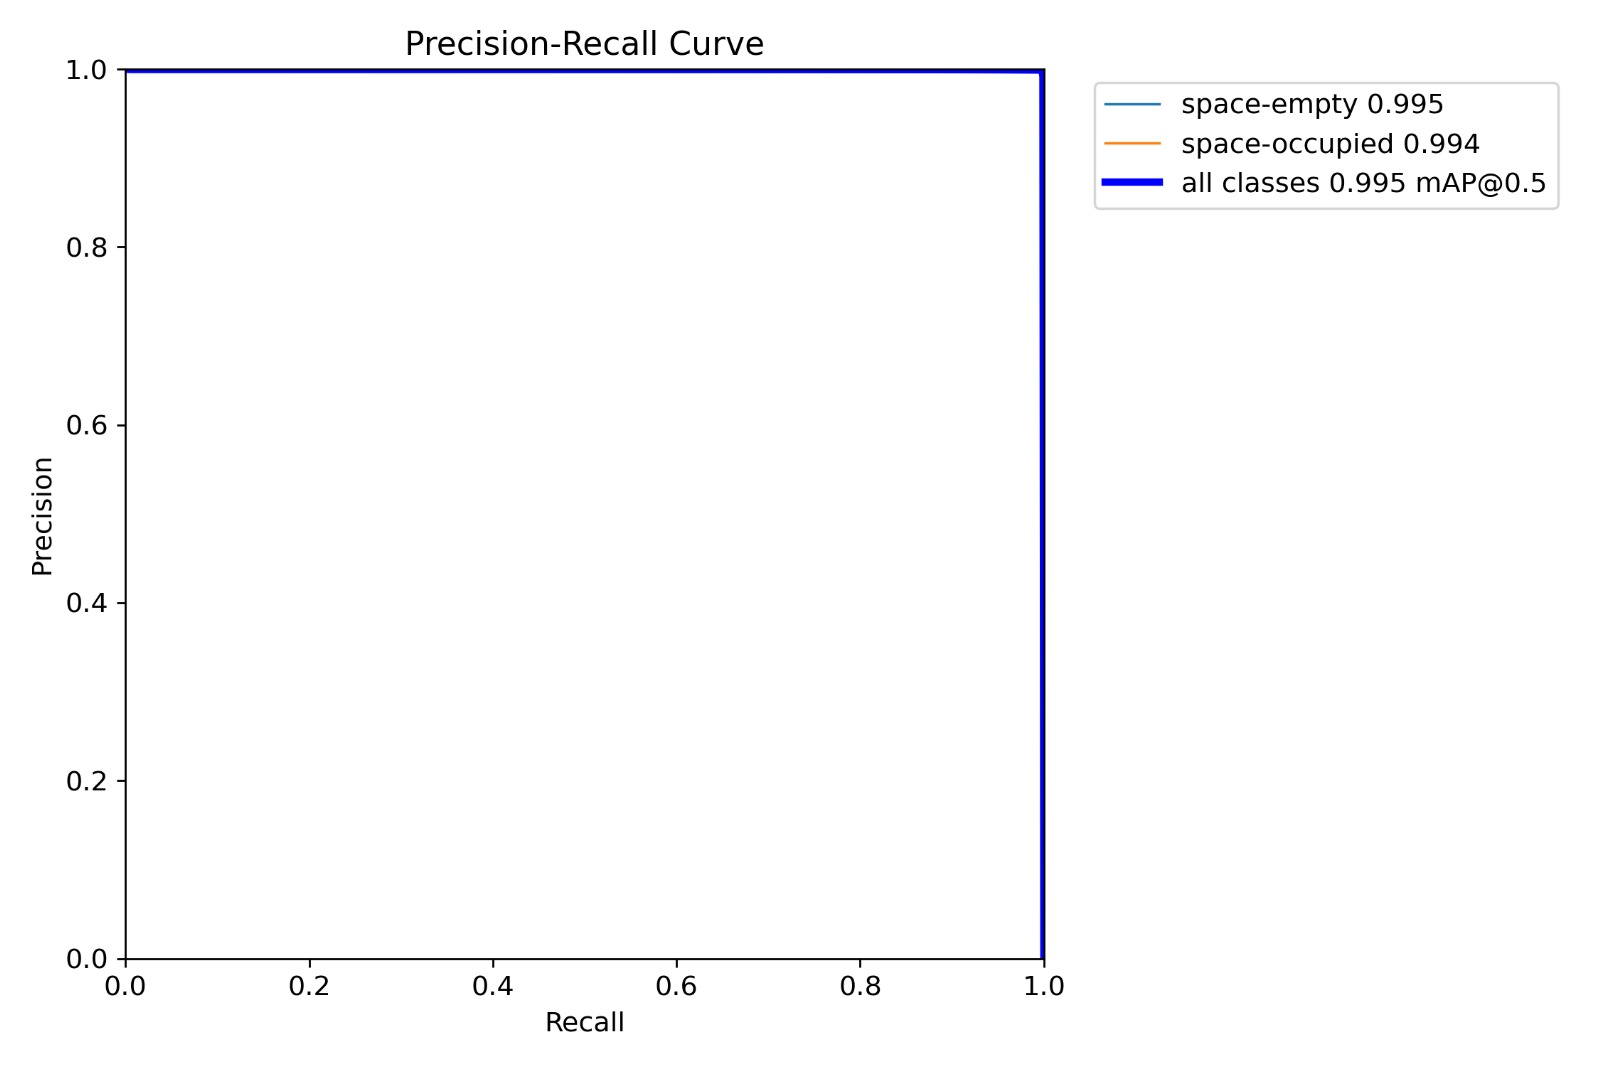 Precision-Recall Curve
1.0
0.8
0.6
0.4
0.2
0.0
Precision
0.0 0.2 0.4 0.6 0.8 1.0
Recall
space-empty 0.995
space-occupied 0.994
all classes 0.995 mAP@0.5